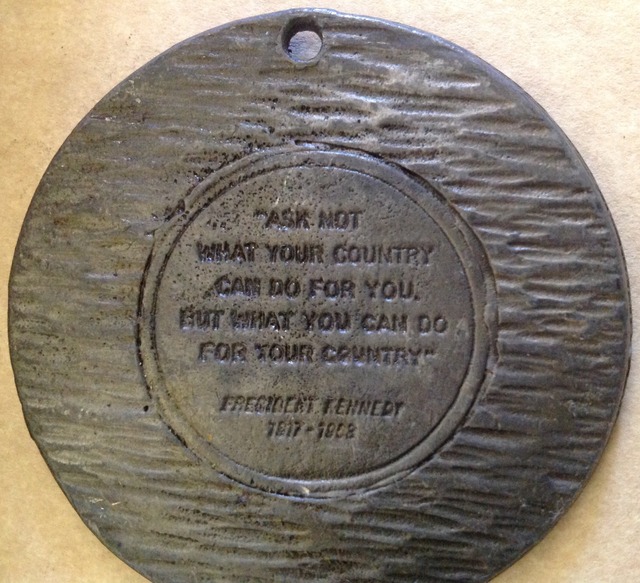 "ASK NOT
WHAT YOUR COUNTRY
CAN DO FOR YOU,
BUT WHAT YOU CAN DO
FOR YOUR COUNTRY"
PRESIDENT KENNEDY
1917-1963